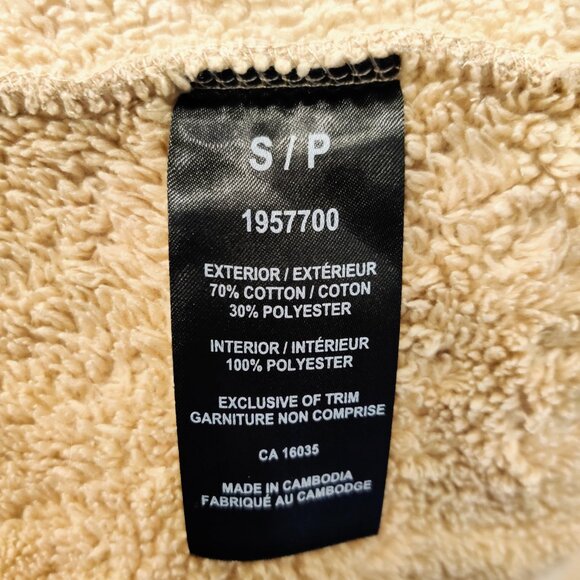 S / P
1957700
EXTERIOR / EXTÉRIEUR
70% COTTON / COTON
30% POLYESTER
INTERIOR / INTÉRIEUR
100% POLYESTER
EXCLUSIVE OF TRIM
GARNITURE NON COMPRISE
CA 16035
MADE IN CAMBODIA
FABRIQUÉ AU CAMBODGE